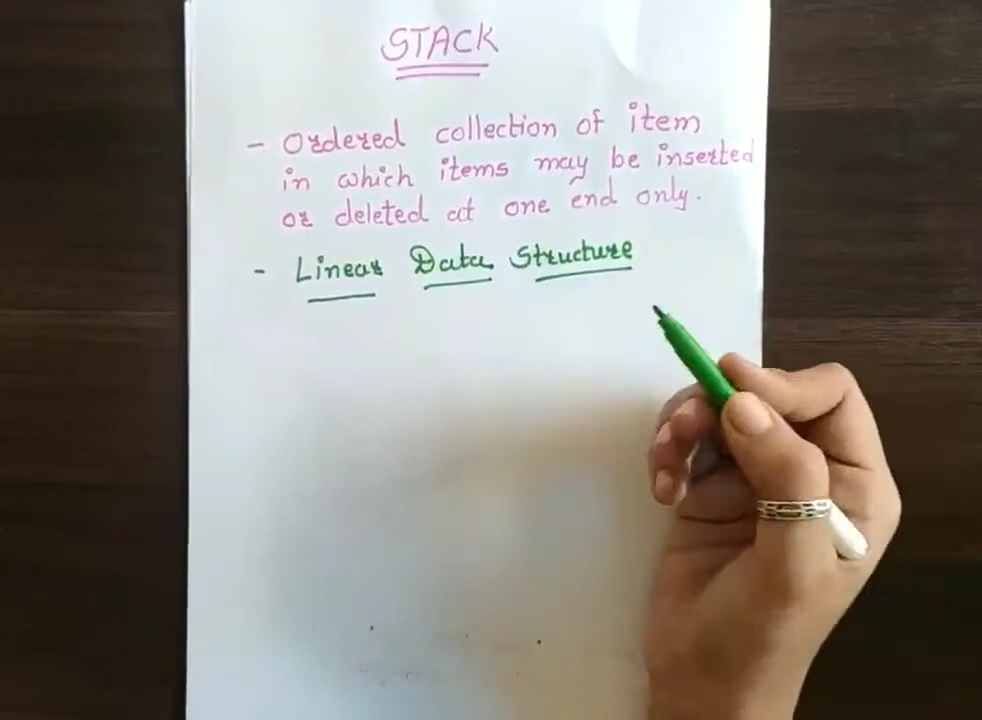 STACK
- Ordered collection of item
in which items may be inserted
or deleted at one end only.
- Linear Data Structure